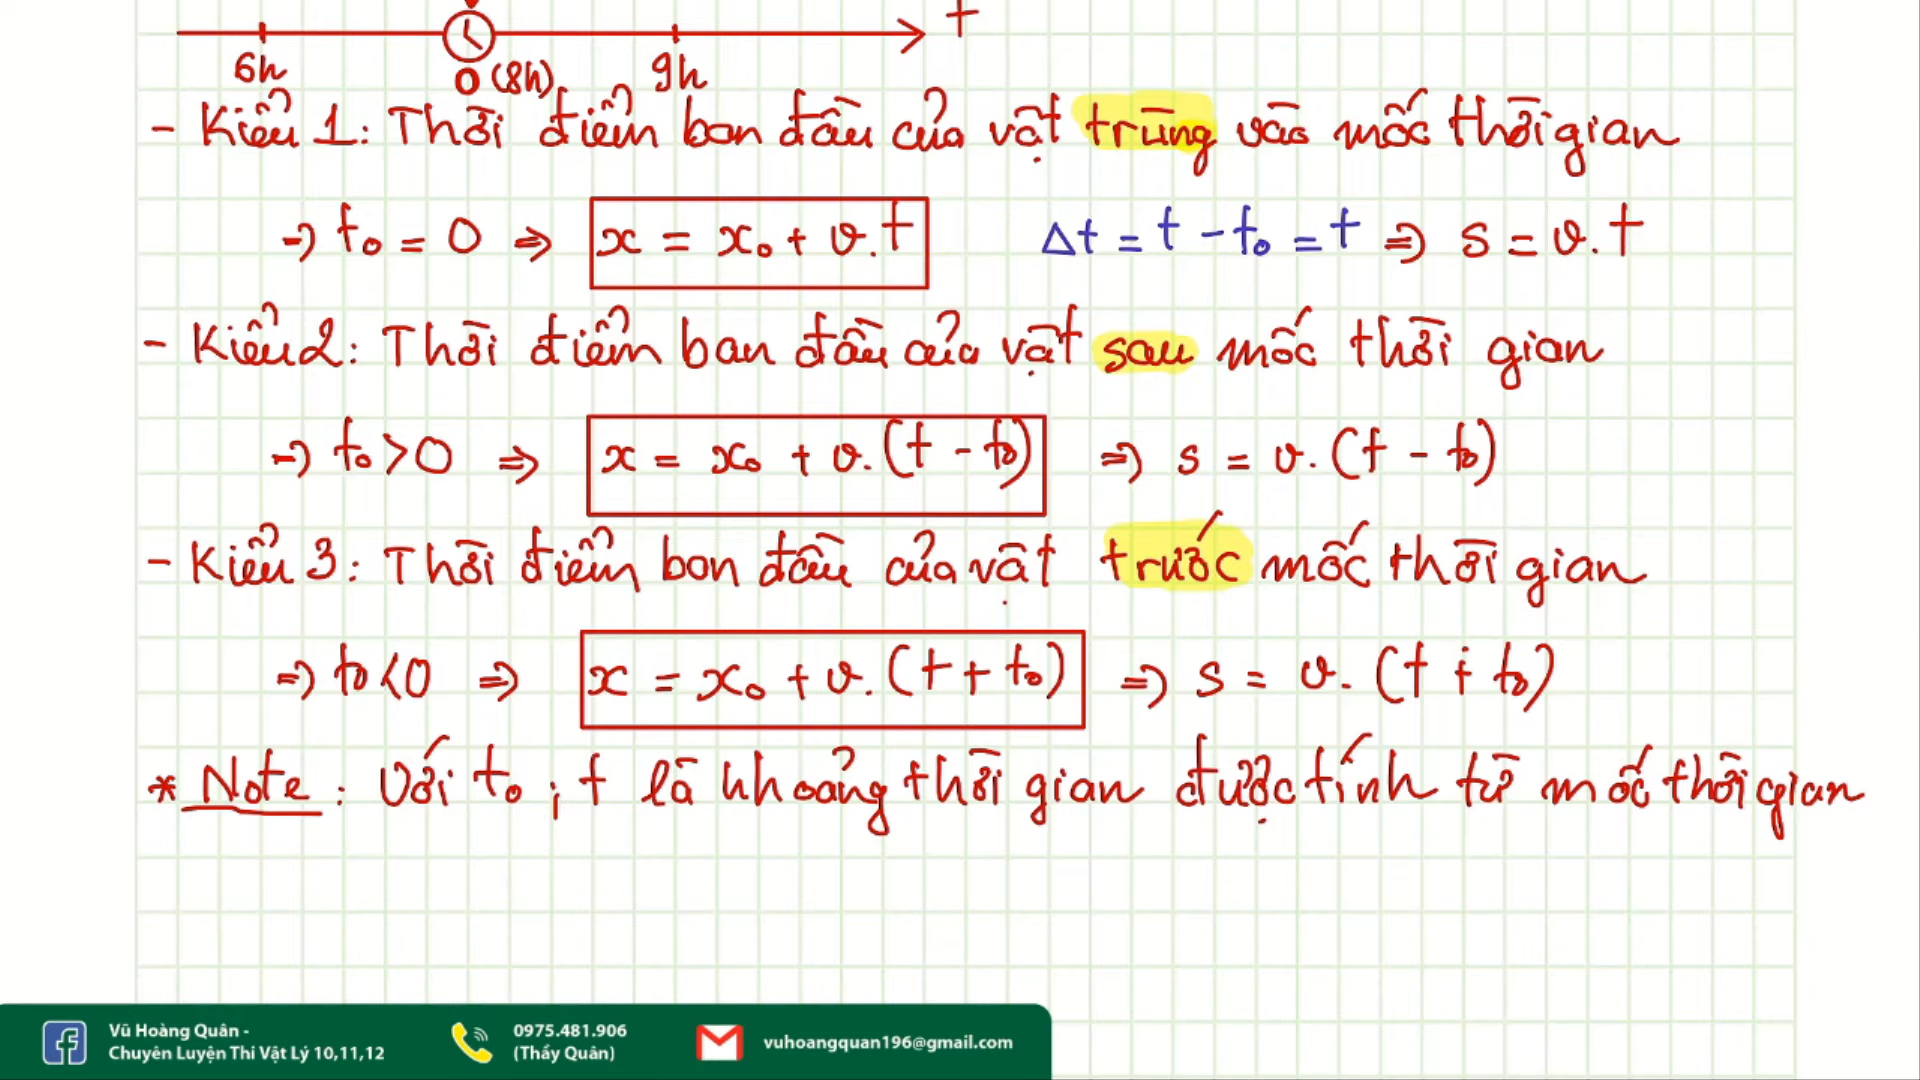 t
6h 0 (8h) 9h
- Kiểu 1: Thời điểm ban đầu của vật trùng vào mốc thời gian
=> t₀ = 0 => x = x₀ + v.t Δt = t - t₀ = t => s = v.t
- Kiểu 2: Thời điểm ban đầu của vật sau mốc thời gian
=> t₀ > 0 => x = x₀ + v.(t - t₀) => s = v.(t - t₀)
- Kiểu 3: Thời điểm ban đầu của vật trước mốc thời gian
=> t₀ < 0 => x = x₀ + v.(t + t₀) => s = v.(t + t₀)
* Note: Với t₀ ; t là khoảng thời gian được tính từ mốc thời gian
Vũ Hoàng Quân -
Chuyên Luyện Thi Vật Lý 10,11,12
0975.481.906
(Thầy Quân)
vuhoangquan196@gmail.com